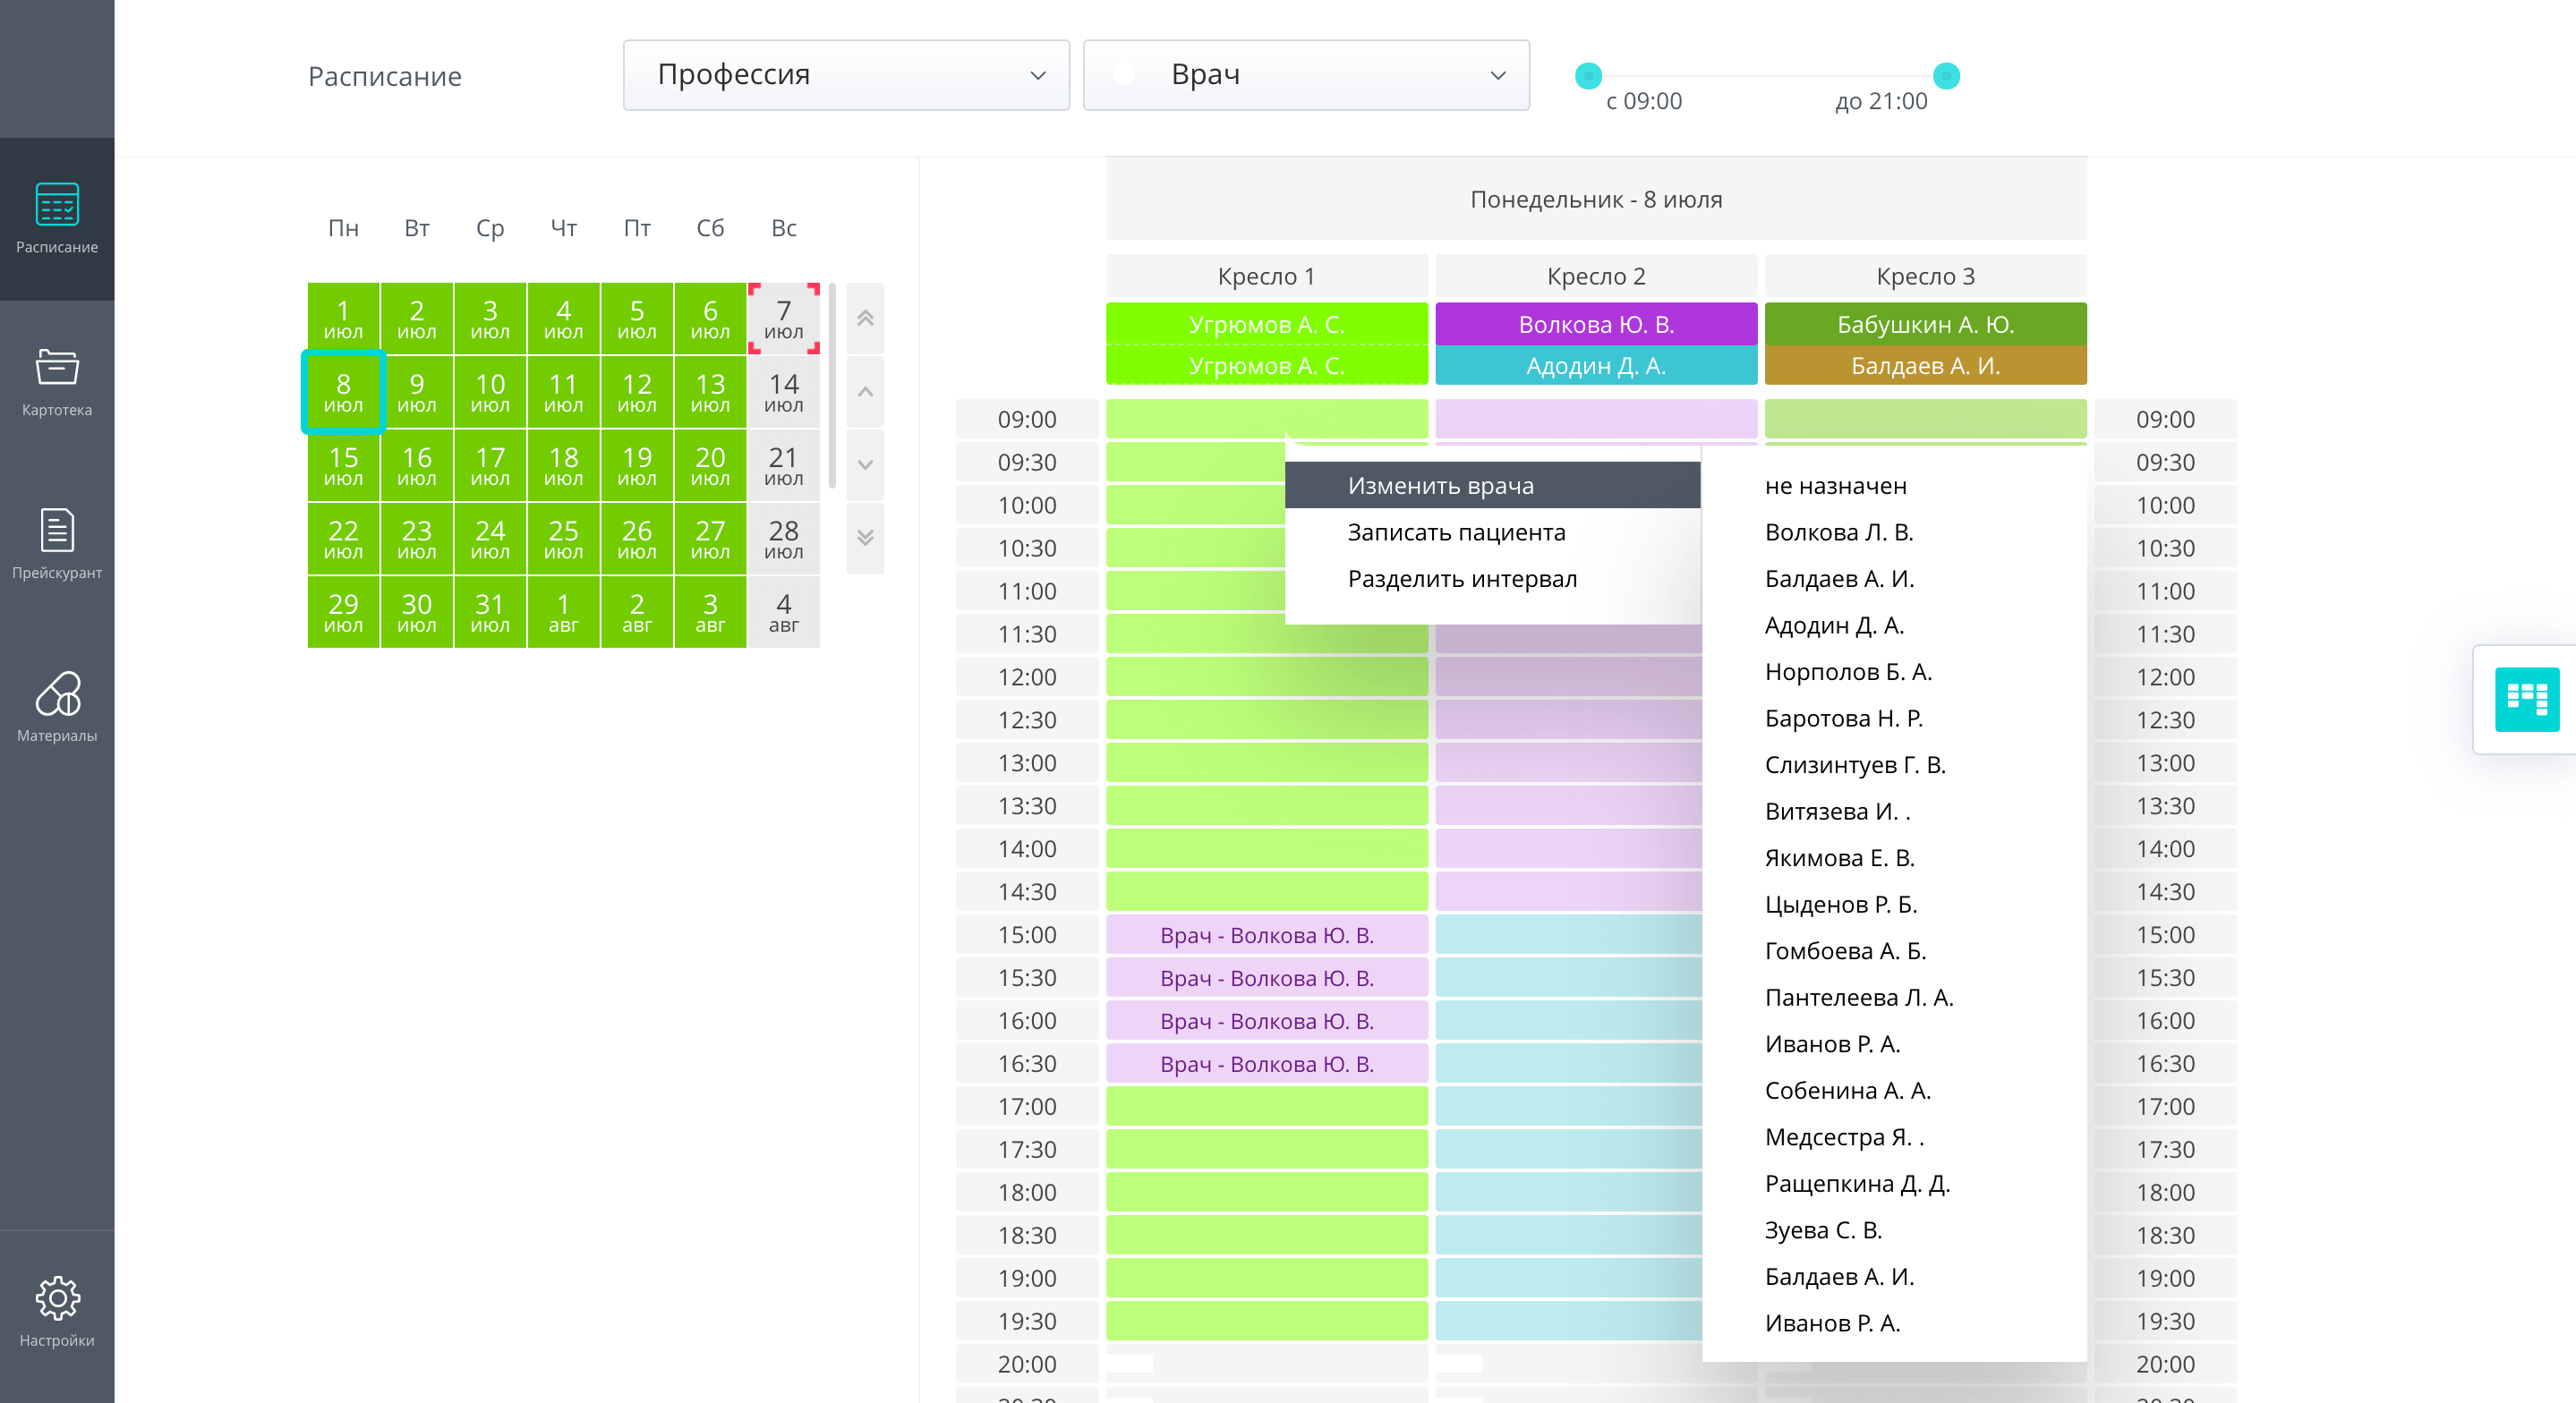 Расписание
Профессия
Врач
с 09:00
до 21:00
Расписание
Картотека
Прейскурант
Материалы
Настройки
Пн Вт Ср Чт Пт Сб Вс
1 2 3 4 5 6 7
июл июл июл июл июл июл июл
8 9 10 11 12 13 14
июл июл июл июл июл июл июл
15 16 17 18 19 20 21
июл июл июл июл июл июл июл
22 23 24 25 26 27 28
июл июл июл июл июл июл июл
29 30 31 1 2 3 4
июл июл июл авг авг авг авг
Понедельник - 8 июля
Кресло 1 Кресло 2 Кресло 3
Угрюмов А. С. Волкова Ю. В. Бабушкин А. Ю.
Угрюмов А. С. Адодин Д. А. Балдаев А. И.
09:00 09:00
09:30 09:30
10:00 10:00
10:30 10:30
11:00 11:00
11:30 11:30
12:00 12:00
12:30 12:30
13:00 13:00
13:30 13:30
14:00 14:00
14:30 14:30
15:00 Врач - Волкова Ю. В. 15:00
15:30 Врач - Волкова Ю. В. 15:30
16:00 Врач - Волкова Ю. В. 16:00
16:30 Врач - Волкова Ю. В. 16:30
17:00 17:00
17:30 17:30
18:00 18:00
18:30 18:30
19:00 19:00
19:30 19:30
20:00 20:00
20:30 20:30
Изменить врача
Записать пациента
Разделить интервал
не назначен
Волкова Л. В.
Балдаев А. И.
Адодин Д. А.
Норполов Б. А.
Баротова Н. Р.
Слизинтуев Г. В.
Витязева И. .
Якимова Е. В.
Цыденов Р. Б.
Гомбоева А. Б.
Пантелеева Л. А.
Иванов Р. А.
Собенина А. А.
Медсестра Я. .
Ращепкина Д. Д.
Зуева С. В.
Балдаев А. И.
Иванов Р. А.